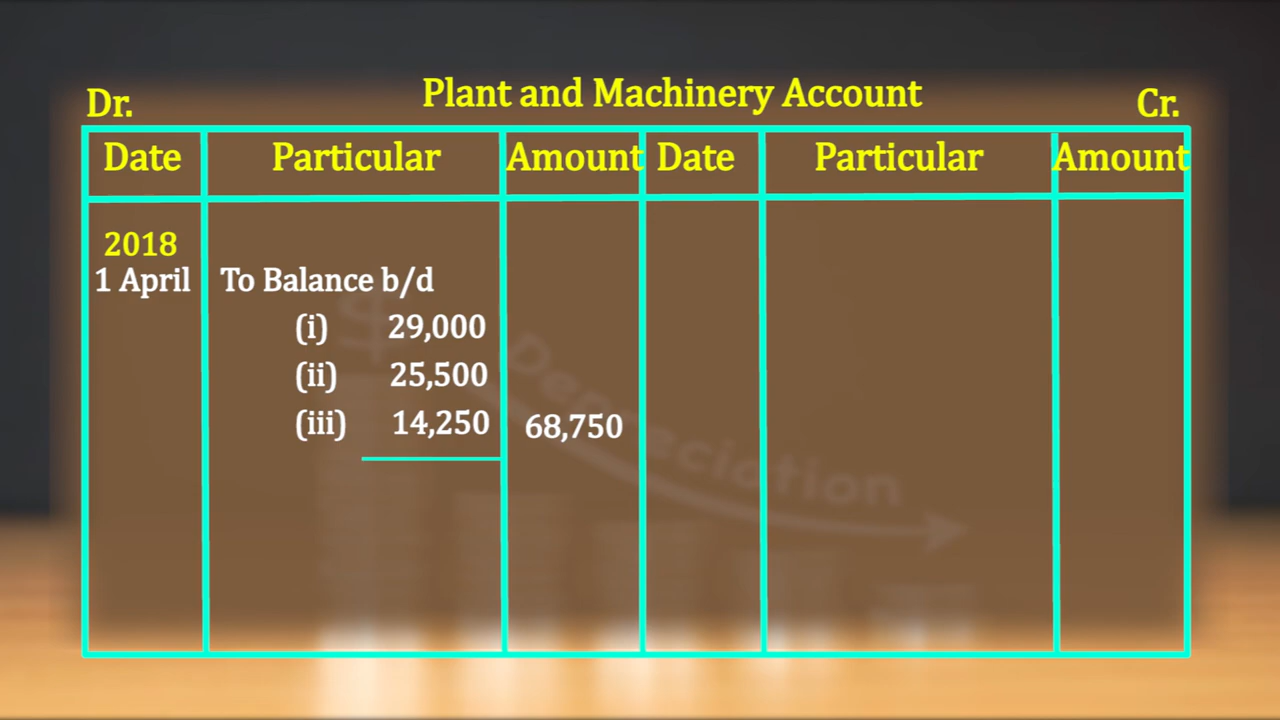 Plant and Machinery Account
Dr.
Cr.
Date Particular Amount Date Particular Amount
2018
1 April To Balance b/d
(i) 29,000
(ii) 25,500
(iii) 14,250 68,750
Depreciation
$